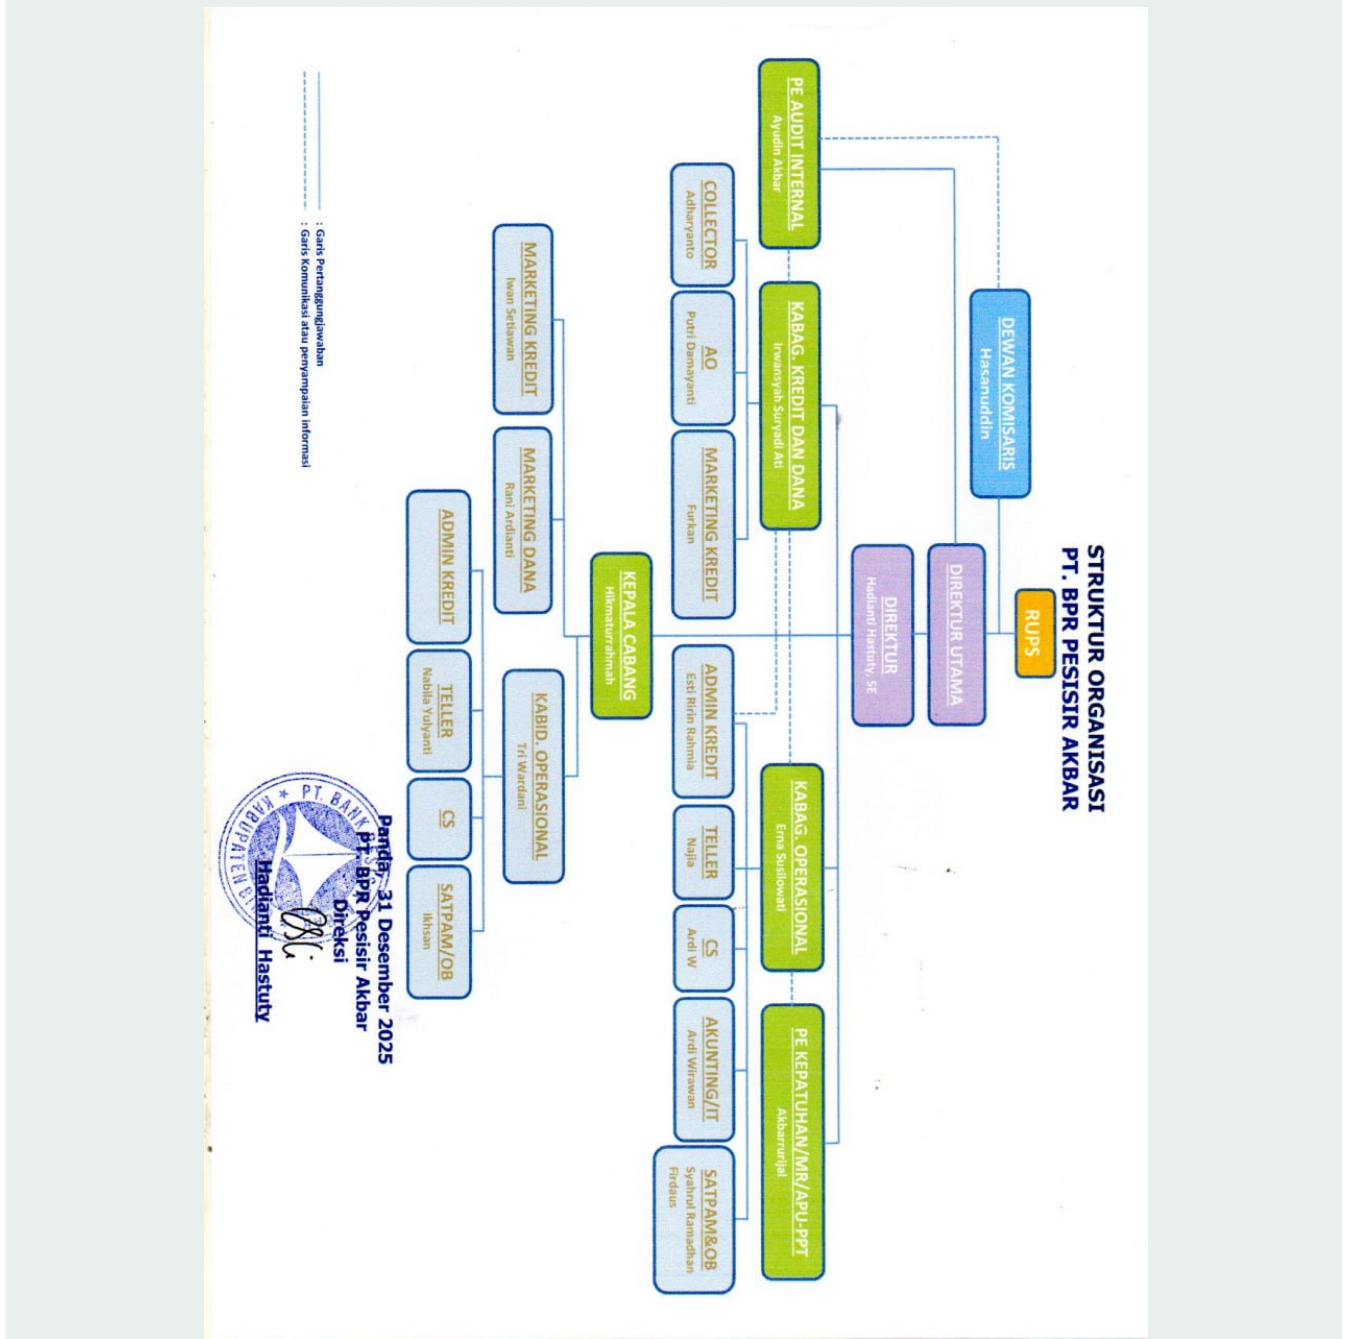 STRUKTUR ORGANISASI
PT. BPR PESISIR AKBAR
RUPS
DEWAN KOMISARIS
Hasanuddin
DIREKTUR UTAMA
DIREKTUR
Hadianti Hastuty, SE
PE AUDIT INTERNAL
Ayudin Akbar
KABAG. KREDIT DAN DANA
Irwansyah Suryadi Ati
KABAG. OPERASIONAL
Erna Susilowati
PE KEPATUHAN/MR/APU-PPT
Akbarrurijal
COLLECTOR
Adharyanto
AO
Putri Damayanti
MARKETING KREDIT
Furkan
ADMIN KREDIT
Esti Ririn Rahmia
TELLER
Najia
CS
Ardi W
AKUNTING/IT
Ardi Wirawan
SATPAM&OB
Syahrul Ramadhan
Firdaus
KEPALA CABANG
Hikmaturrahmah
MARKETING KREDIT
Iwan Setiawan
MARKETING DANA
Rani Ardianti
KABID. OPERASIONAL
Tri Wardani
ADMIN KREDIT
TELLER
Nabila Yulyanti
CS
SATPAM/OB
Ikhsan
: Garis Pertanggungjawaban
: Garis Komunikasi atau penyampaian informasi
Panda, 31 Desember 2025
PT. BPR Pesisir Akbar
Direksi
Hadianti Hastuty
PT. BANK
KABUPATEN